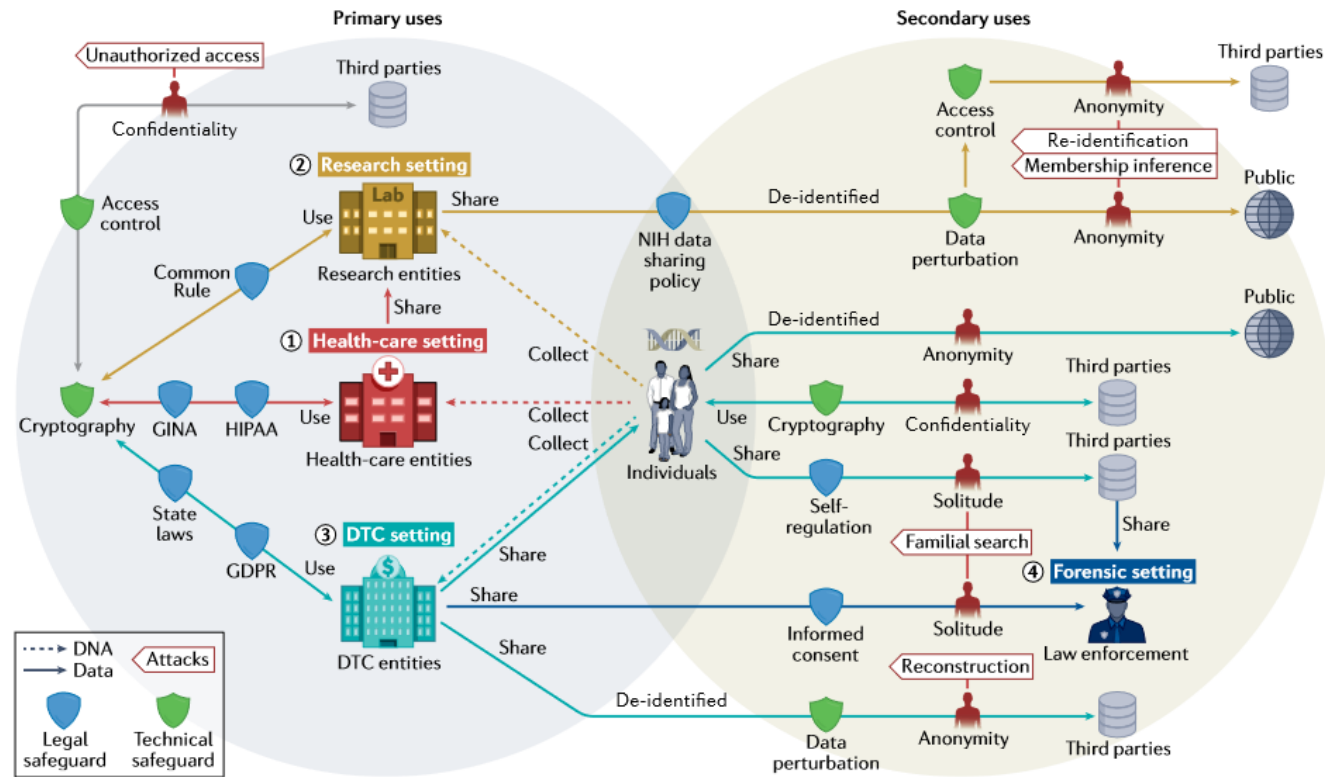 Primary uses
Secondary uses
Unauthorized access
Third parties
Confidentiality
Access
control
② Research setting
Lab
Use
Share
Research entities
Common
Rule
Share
① Health-care setting
Collect
Collect
Collect
Cryptography
GINA
HIPAA
Use
Health-care entities
State
laws
GDPR
Use
③ DTC setting
$
DTC entities
Share
Share
Share
NIH data
sharing
policy
Individuals
Access
control
Anonymity
Third parties
Re-identification
Membership inference
De-identified
Data
perturbation
Anonymity
Public
De-identified
Share
Anonymity
Public
Use
Cryptography
Confidentiality
Third parties
Share
Self-
regulation
Solitude
Third parties
Share
Familial search
④ Forensic setting
Informed
consent
Solitude
Law enforcement
Reconstruction
De-identified
Data
perturbation
Anonymity
Third parties
DNA
Data
Attacks
Legal
safeguard
Technical
safeguard